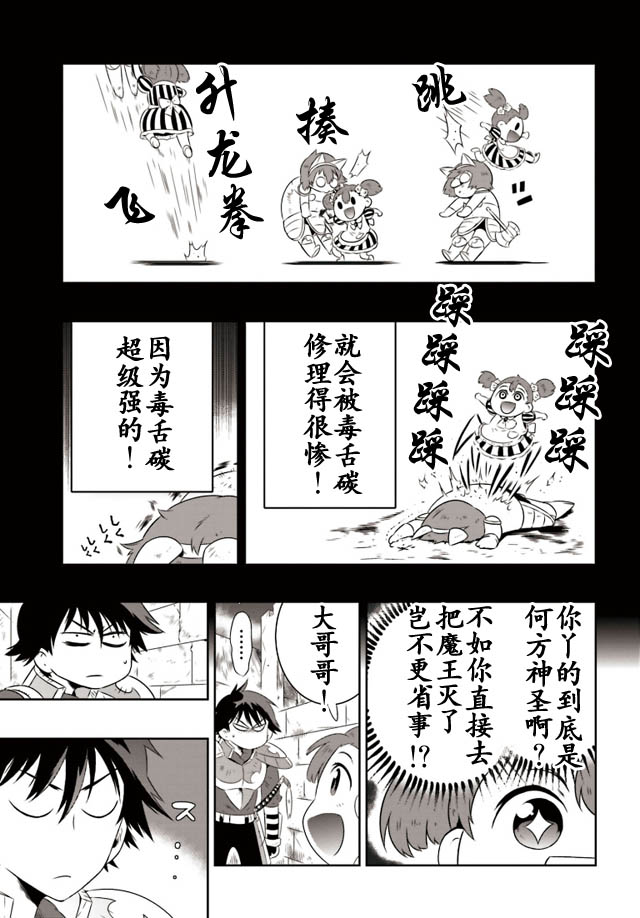 跳
揍
升龙拳
飞
踩踩踩
踩踩踩踩
就会被毒舌碳
修理得很惨！
因为毒舌碳
超级强的！
你丫的到底是
何方神圣啊？
不如你直接去
把魔王灭了
岂不更省事!?
大哥哥！
……
ス…